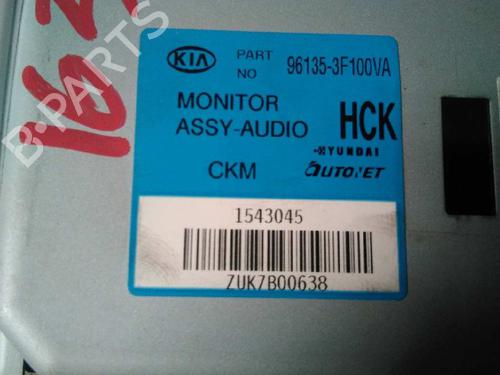 B-PARTS
KIA PART NO 96135-3F100VA
MONITOR ASSY-AUDIO HCK
HYUNDAI
CKM AUTONET
1543045
ZUK7B00638